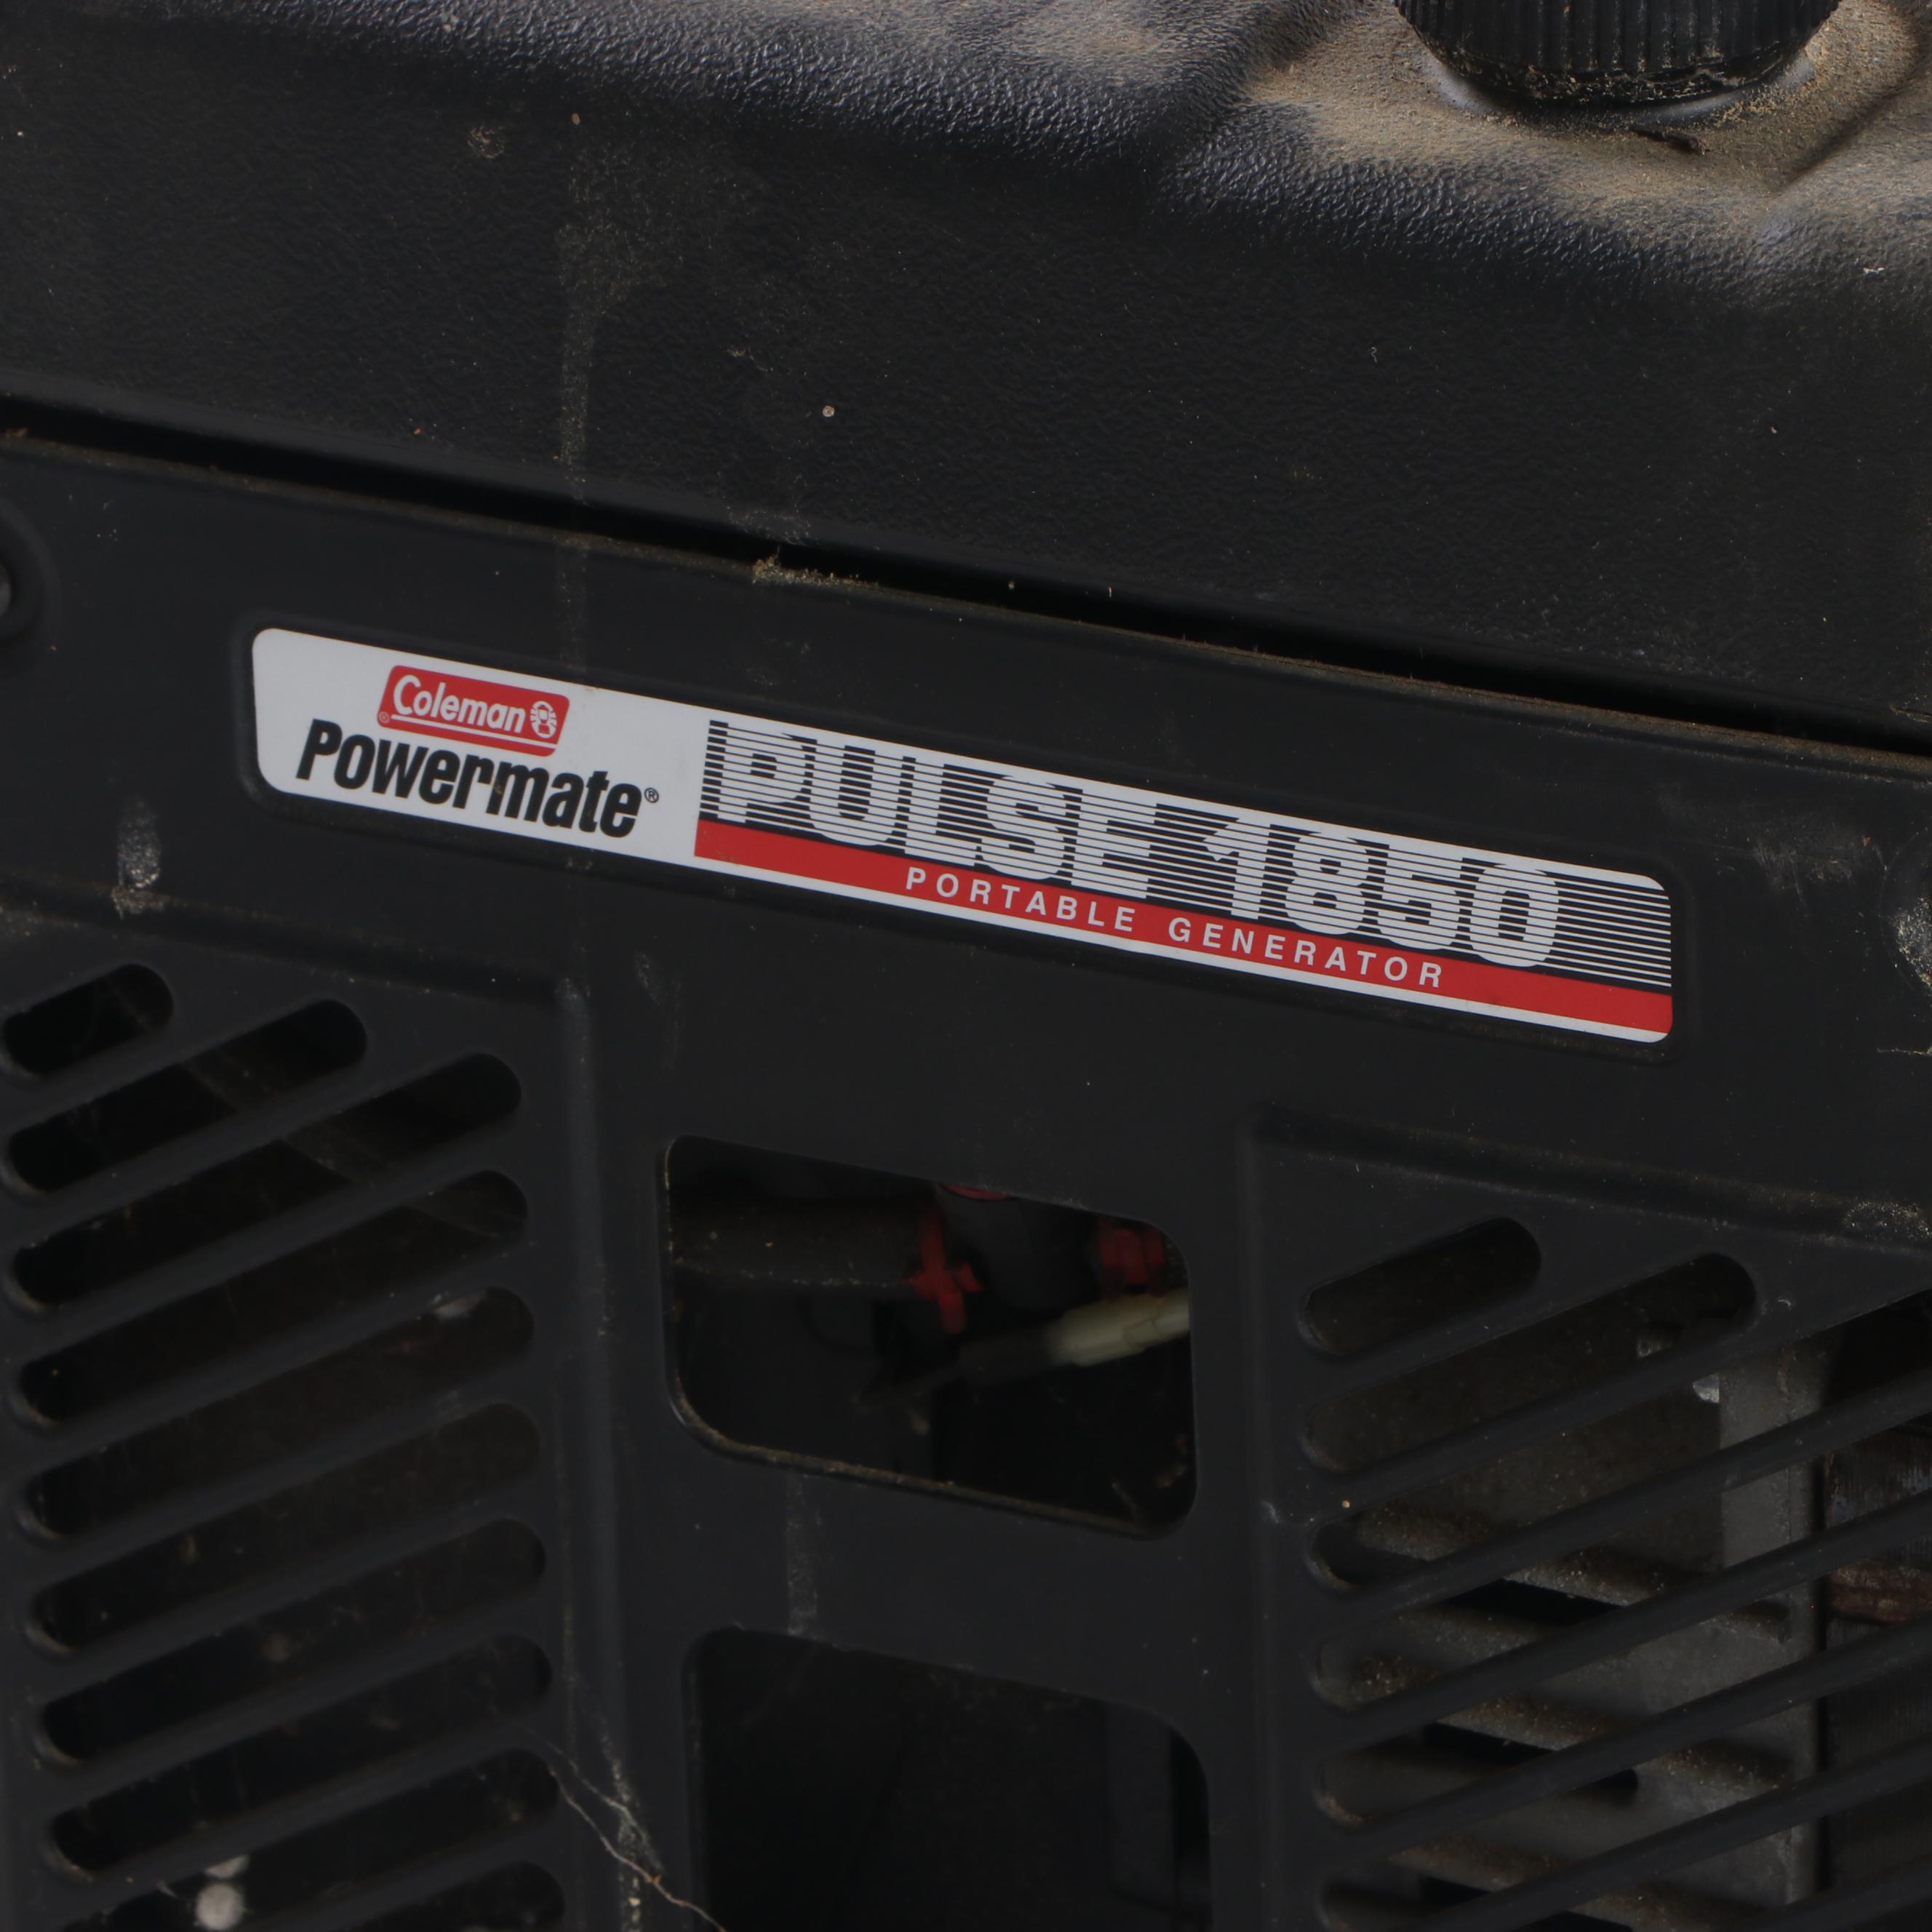 Coleman
Powermate®
PULSE 1850
PORTABLE GENERATOR